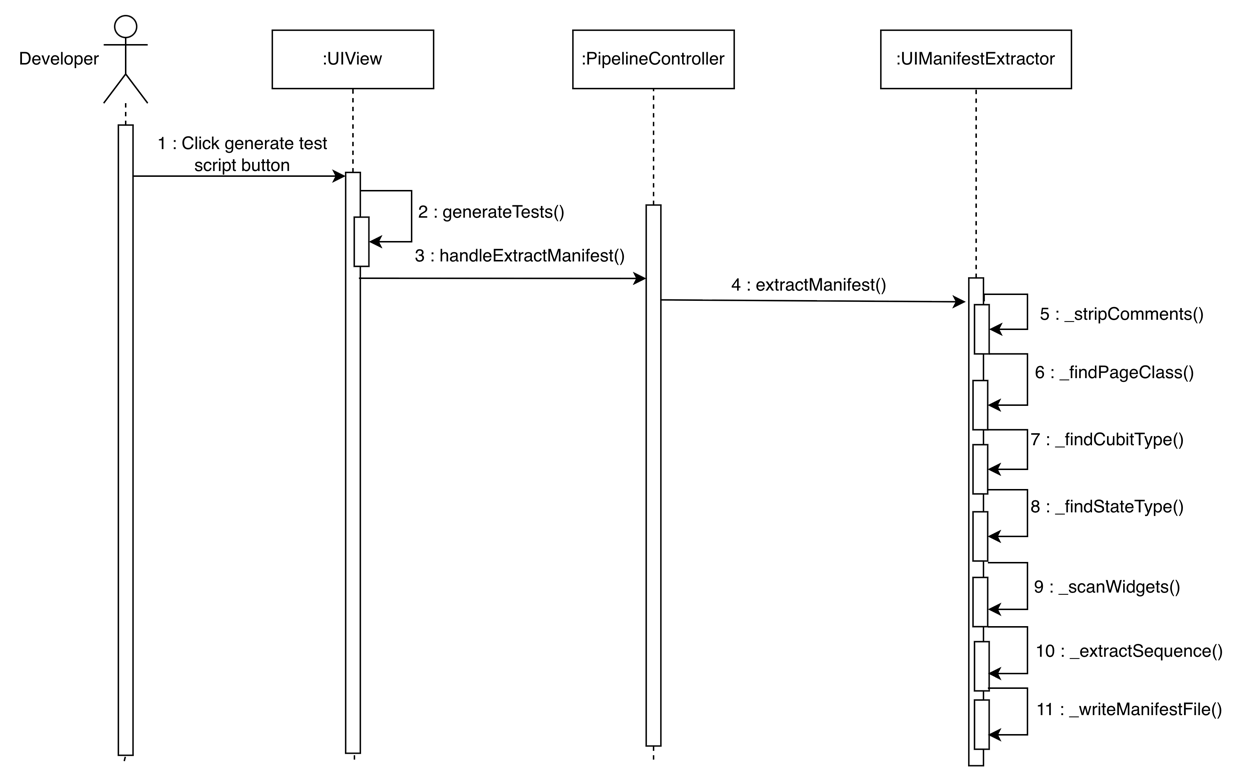 Developer
:UIView
:PipelineController
:UIManifestExtractor
1 : Click generate test
script button
2 : generateTests()
3 : handleExtractManifest()
4 : extractManifest()
5 : _stripComments()
6 : _findPageClass()
7 : _findCubitType()
8 : _findStateType()
9 : _scanWidgets()
10 : _extractSequence()
11 : _writeManifestFile()